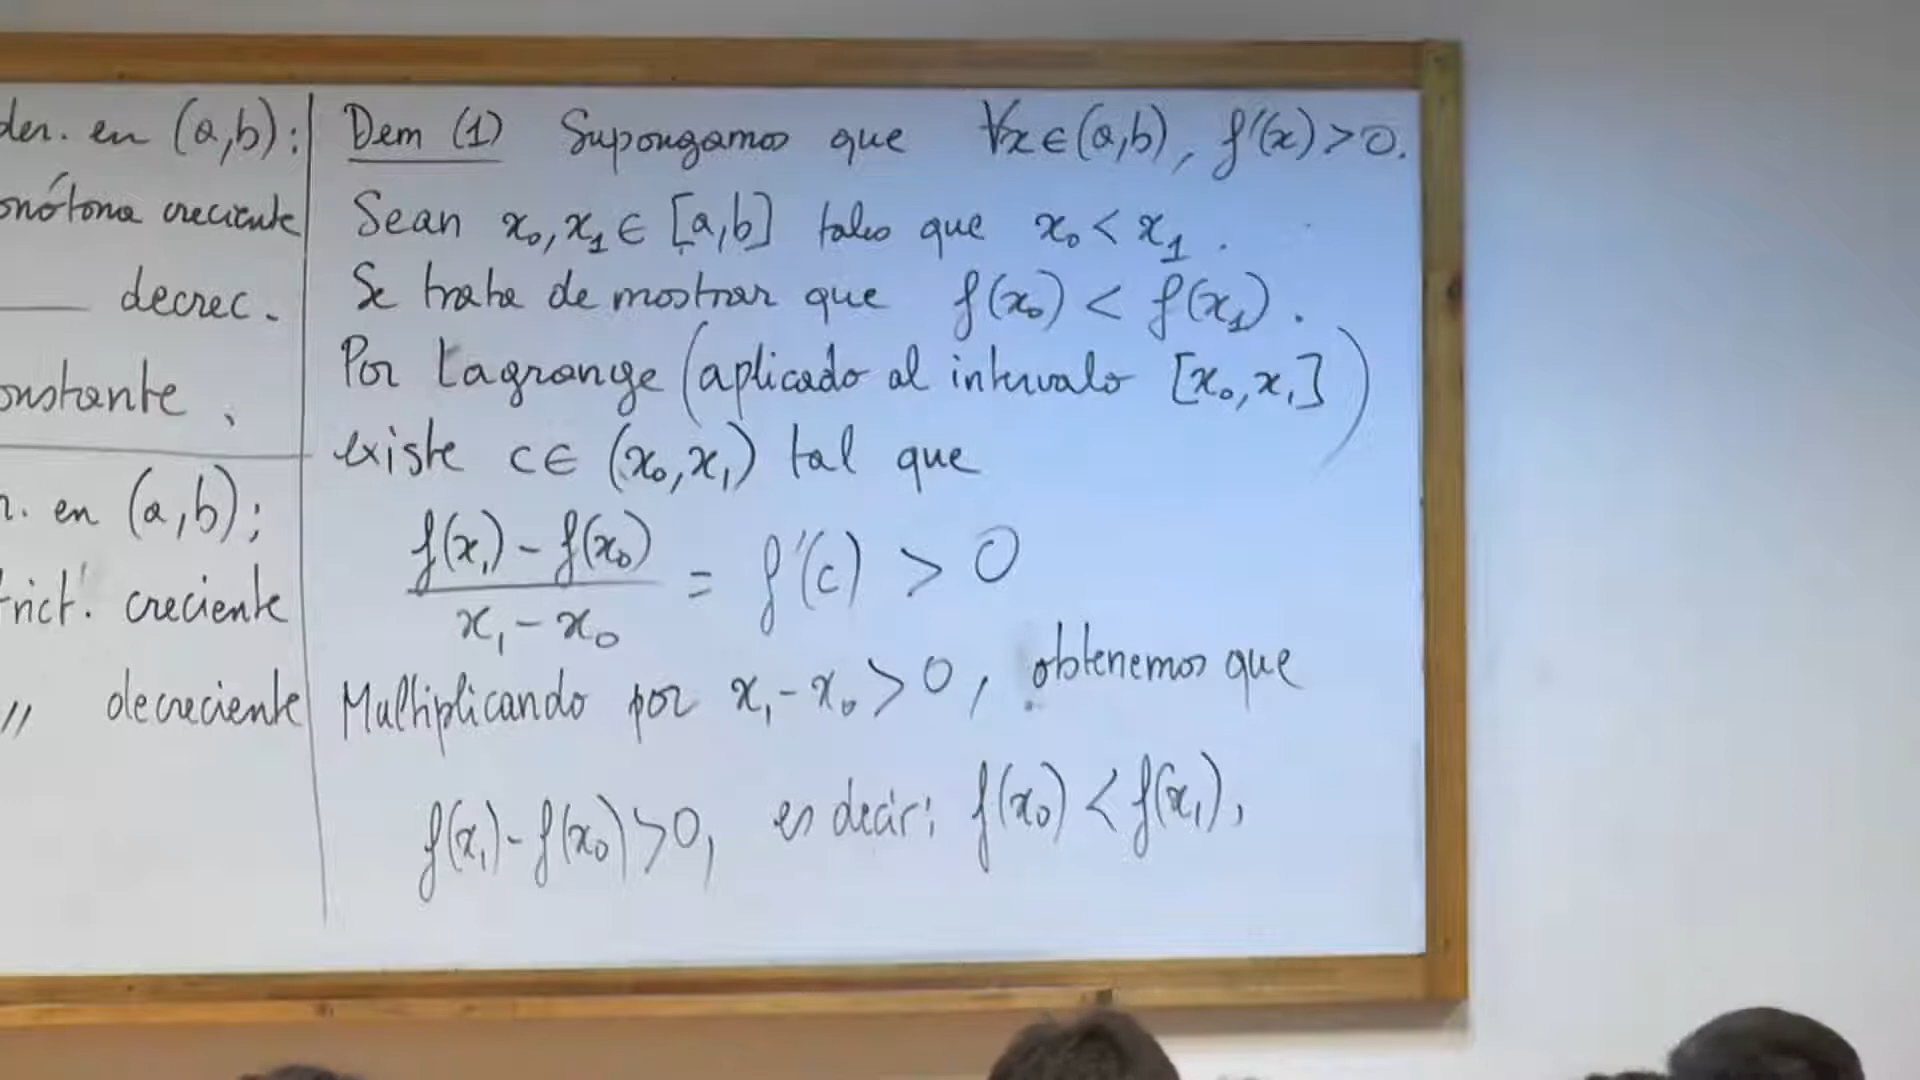 der. en (a,b):
onótona creciente
decrec.
onstante.
r. en (a,b);
trict. creciente
" decreciente
Dem (1) Supongamos que ∀x∈(a,b), f'(x)>0.
Sean x₀,x₁∈[a,b] tales que x₀<x₁.
Se trata de mostrar que f(x₀) < f(x₁).
Por Lagrange (aplicado al intervalo [x₀,x₁])
existe c∈(x₀,x₁) tal que
f(x₁)-f(x₀)
x₁-x₀
= f'(c) > 0
Multiplicando por x₁-x₀>0, obtenemos que
f(x₁)-f(x₀)>0, es decir: f(x₀)<f(x₁),